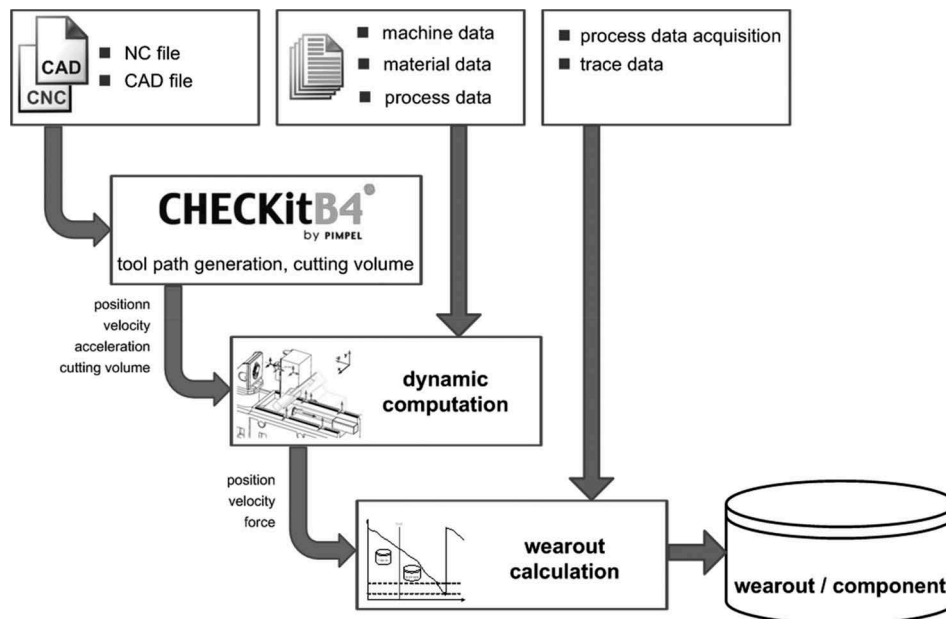 CAD
CNC
NC file
CAD file
machine data
material data
process data
process data acquisition
trace data
CHECKitB4
by PIMPEL
tool path generation, cutting volume
positionn
velocity
acceleration
cutting volume
dynamic
computation
position
velocity
force
wearout
calculation
wearout / component